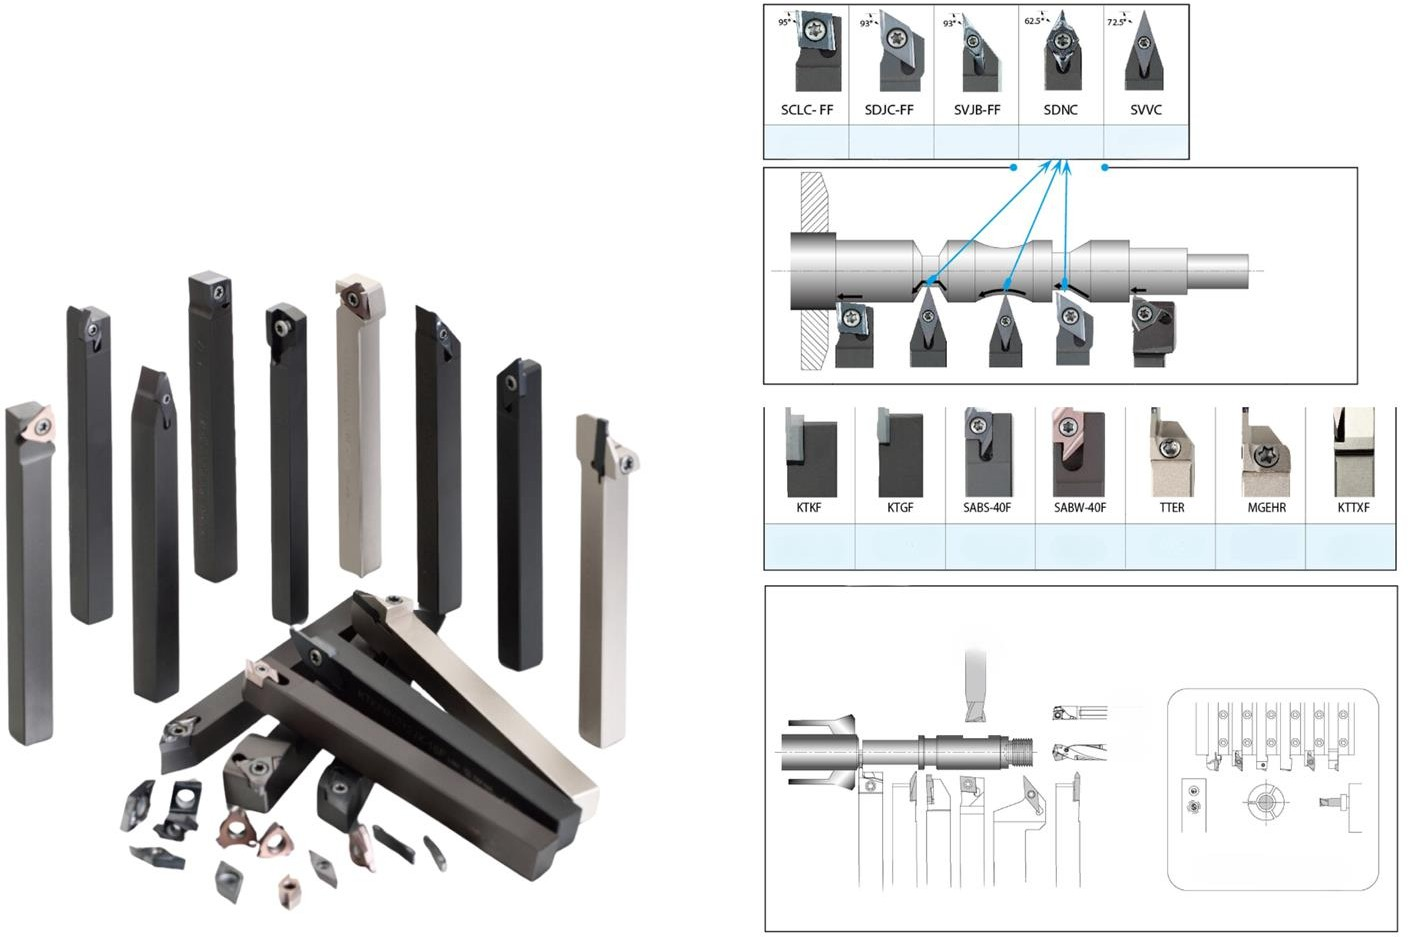 95°
93°
93°
62.5°
72.5°
SCLC- FF
SDJC-FF
SVJB-FF
SDNC
SVVC
KTKF
KTGF
SABS-40F
SABW-40F
TTER
MGEHR
KTTXF